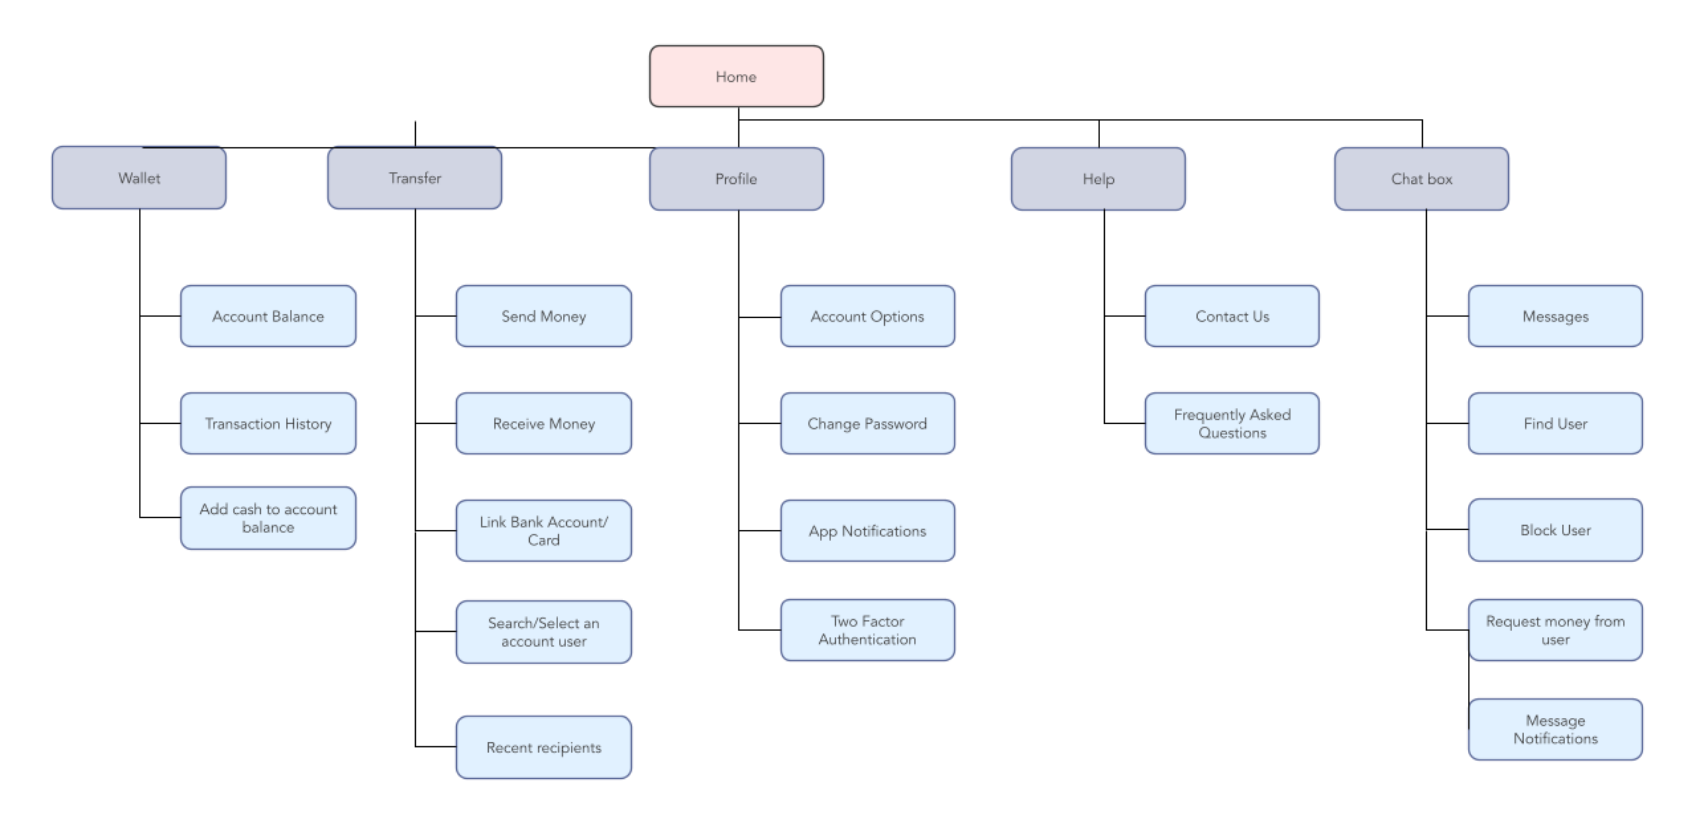 Home
Wallet
Transfer
Profile
Help
Chat box
Account Balance
Transaction History
Add cash to account
balance
Send Money
Receive Money
Link Bank Account/
Card
Search/Select an
account user
Recent recipients
Account Options
Change Password
App Notifications
Two Factor
Authentication
Contact Us
Frequently Asked
Questions
Messages
Find User
Block User
Request money from
user
Message
Notifications